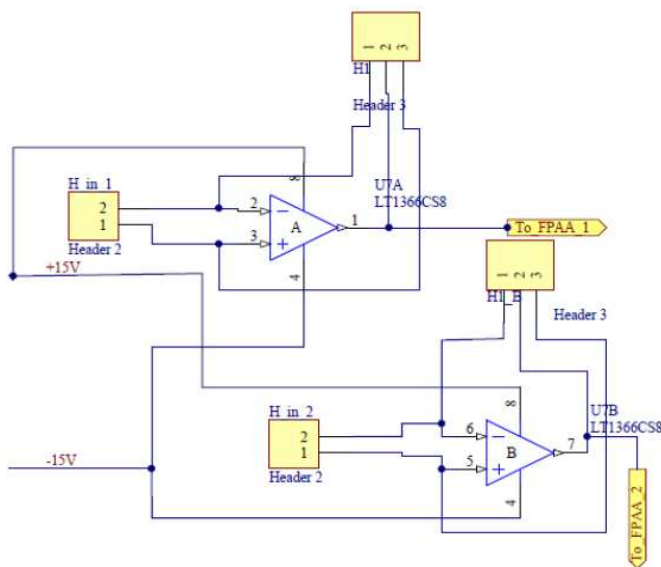 1 2 3
H1
Header 3
8
H_in_1
2
1
Header 2
2
3
A
1
4
U7A
LT1366CS8
To_FPAA_1
+15V
1 2 3
H1_B
Header 3
8
H_in_2
2
1
Header 2
6
5
B
7
4
U7B
LT1366CS8
-15V
To_FPAA_2